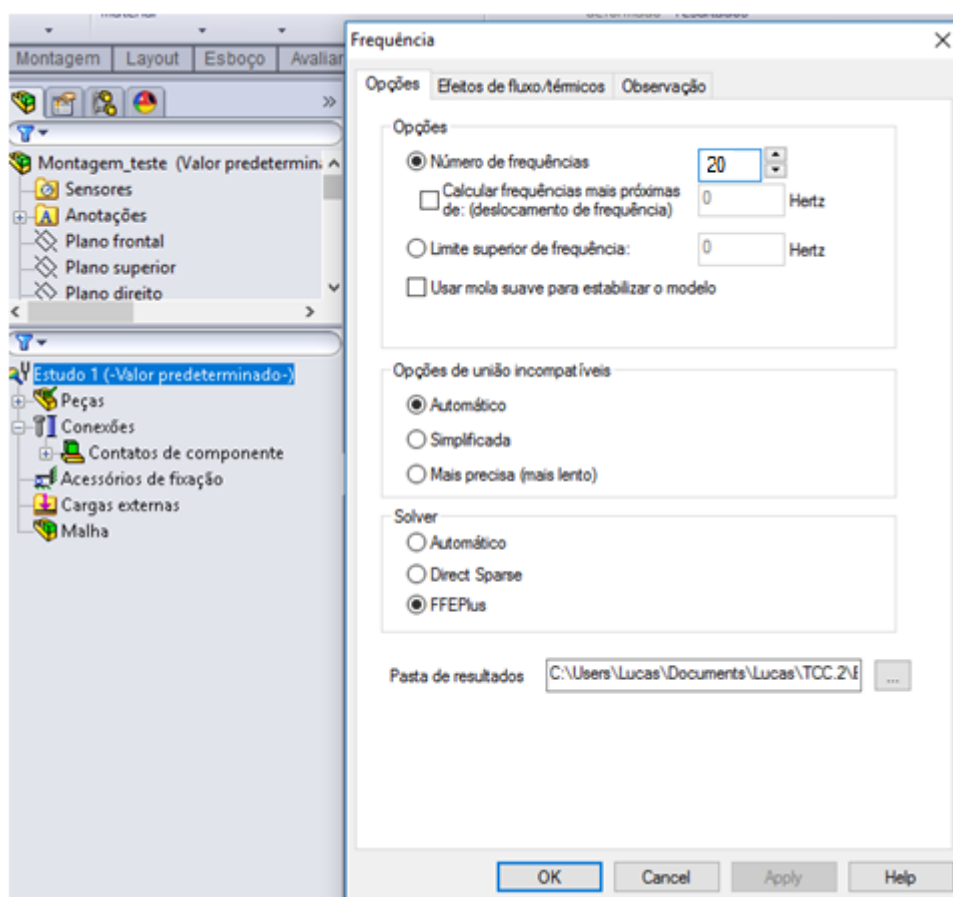 material
deformado
resultados
Montagem Layout Esboço Avaliar
»
Montagem_teste (Valor predetermin
Sensores
Anotações
Plano frontal
Plano superior
Plano direito
Estudo 1 (-Valor predeterminado-)
Peças
Conexões
Contatos de componente
Acessórios de fixação
Cargas externas
Malha
Frequência
Opções Efeitos de fluxo/térmicos Observação
Opções
Número de frequências 20
Calcular frequências mais próximas
de: (deslocamento de frequência) 0 Hertz
Limite superior de frequência: 0 Hertz
Usar mola suave para estabilizar o modelo
Opções de união incompatíveis
Automático
Simplificada
Mais precisa (mais lento)
Solver
Automático
Direct Sparse
FFEPlus
Pasta de resultados C:\Users\Lucas\Documents\Lucas\TCC.2\E ...
OK Cancel Apply Help